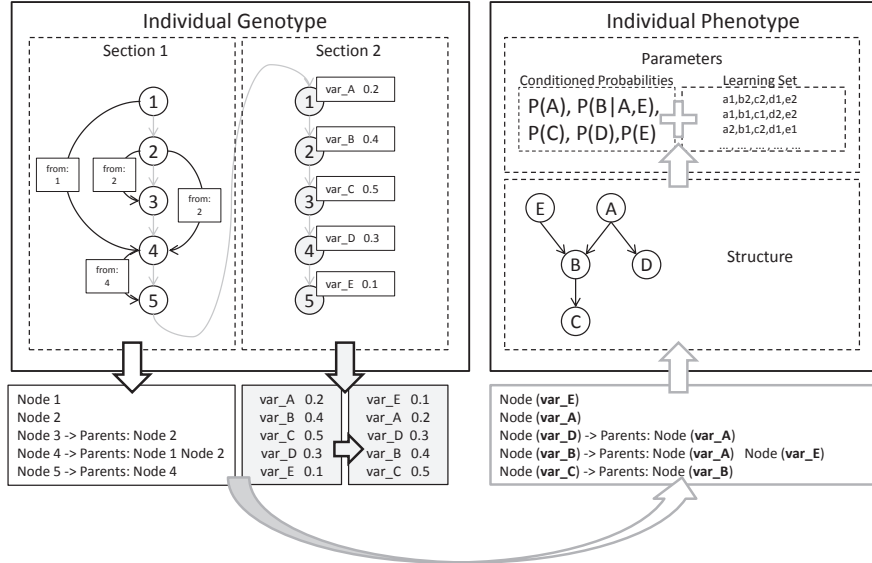 Individual Genotype
Section 1
Section 2
1
2
3
4
5
from:
1
from:
2
from:
2
from:
4
1
2
3
4
5
var_A 0.2
var_B 0.4
var_C 0.5
var_D 0.3
var_E 0.1
Individual Phenotype
Parameters
Conditioned Probabilities
P(A), P(B|A,E),
P(C), P(D),P(E)
Learning Set
a1,b2,c2,d1,e2
a1,b1,c1,d2,e2
a2,b1,c2,d1,e1
... , ... , ... , ... , ...
E
A
B
D
C
Structure
Node 1
Node 2
Node 3 -> Parents: Node 2
Node 4 -> Parents: Node 1 Node 2
Node 5 -> Parents: Node 4
var_A 0.2
var_B 0.4
var_C 0.5
var_D 0.3
var_E 0.1
var_E 0.1
var_A 0.2
var_D 0.3
var_B 0.4
var_C 0.5
Node (var_E)
Node (var_A)
Node (var_D) -> Parents: Node (var_A)
Node (var_B) -> Parents: Node (var_A) Node (var_E)
Node (var_C) -> Parents: Node (var_B)